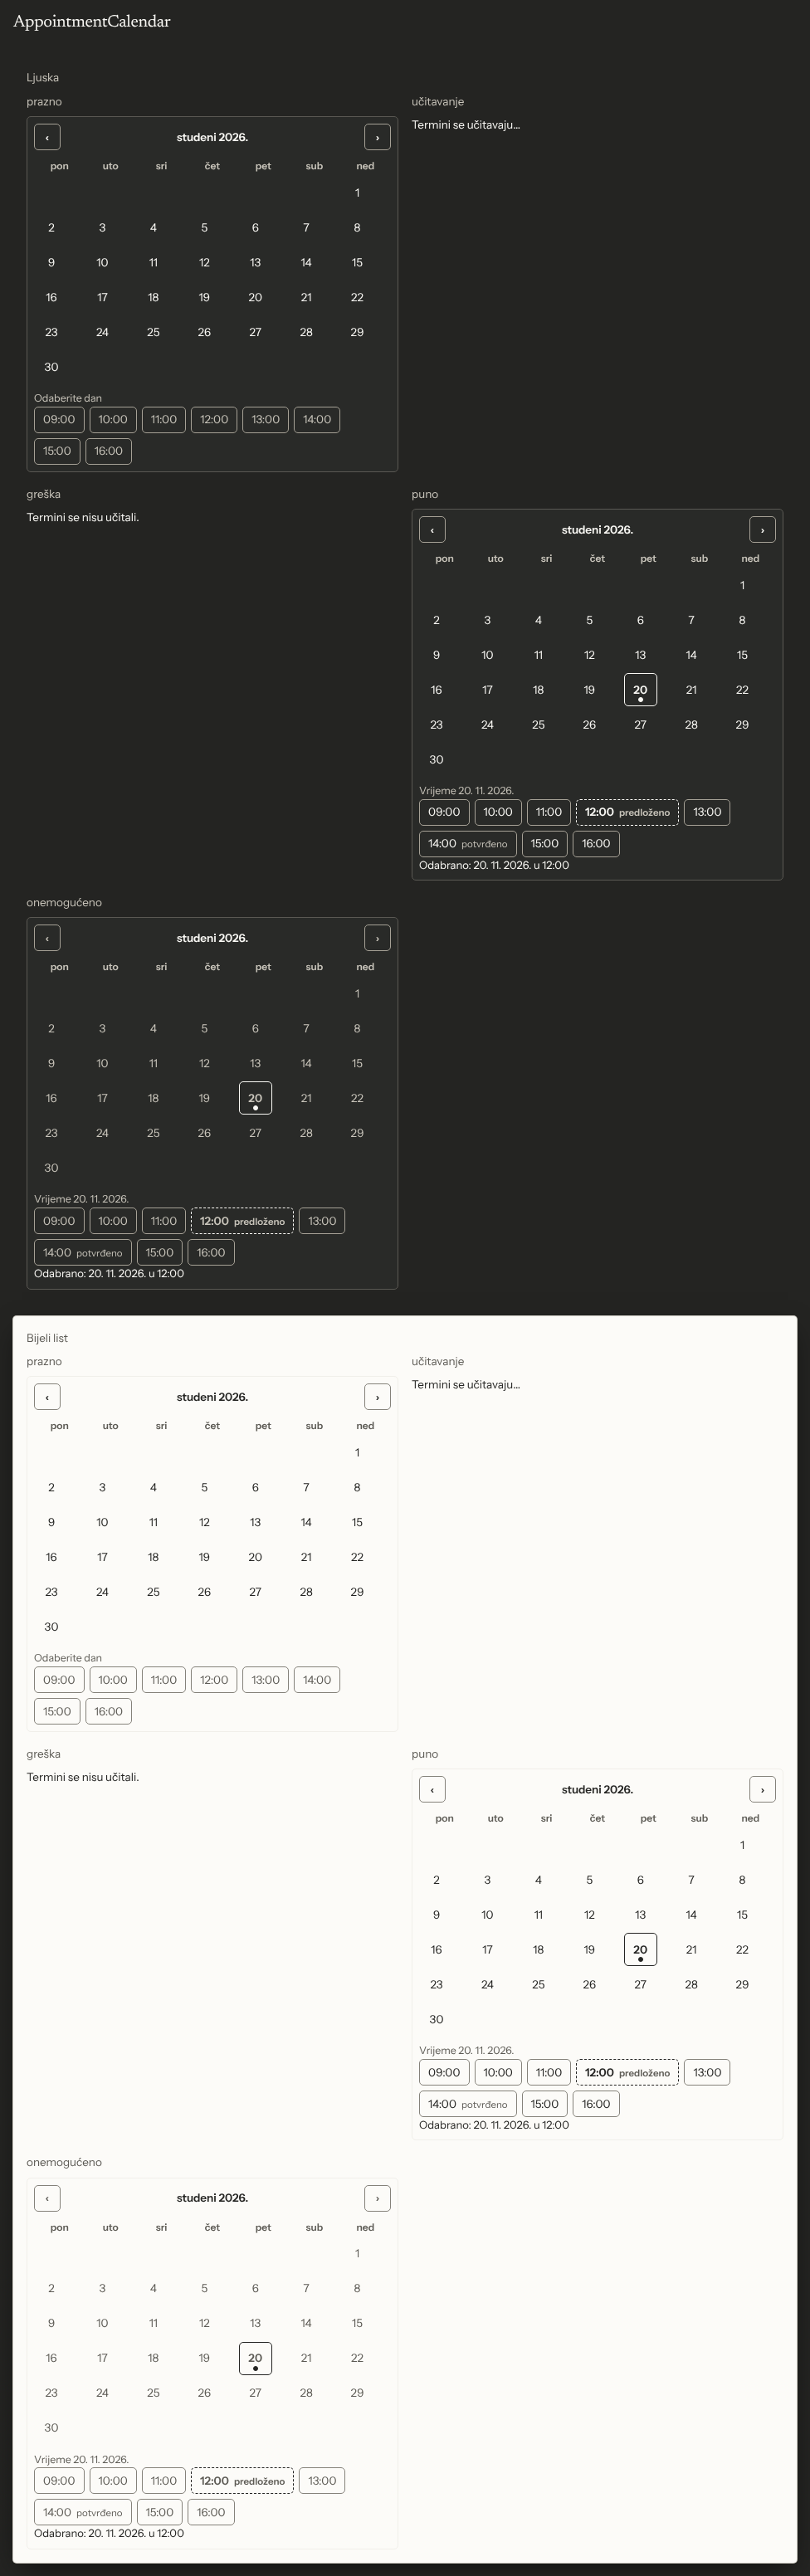 AppointmentCalendar
Ljuska
prazno
‹ studeni 2026. ›
pon uto sri čet pet sub ned
1
2 3 4 5 6 7 8
9 10 11 12 13 14 15
16 17 18 19 20 21 22
23 24 25 26 27 28 29
30
Odaberite dan
09:00 10:00 11:00 12:00 13:00 14:00
15:00 16:00
učitavanje
Termini se učitavaju...
greška
Termini se nisu učitali.
puno
‹ studeni 2026. ›
pon uto sri čet pet sub ned
1
2 3 4 5 6 7 8
9 10 11 12 13 14 15
16 17 18 19 20 21 22
23 24 25 26 27 28 29
30
Vrijeme 20. 11. 2026.
09:00 10:00 11:00 12:00 predloženo 13:00
14:00 potvrđeno 15:00 16:00
Odabrano: 20. 11. 2026. u 12:00
onemogućeno
‹ studeni 2026. ›
pon uto sri čet pet sub ned
1
2 3 4 5 6 7 8
9 10 11 12 13 14 15
16 17 18 19 20 21 22
23 24 25 26 27 28 29
30
Vrijeme 20. 11. 2026.
09:00 10:00 11:00 12:00 predloženo 13:00
14:00 potvrđeno 15:00 16:00
Odabrano: 20. 11. 2026. u 12:00
Bijeli list
prazno
‹ studeni 2026. ›
pon uto sri čet pet sub ned
1
2 3 4 5 6 7 8
9 10 11 12 13 14 15
16 17 18 19 20 21 22
23 24 25 26 27 28 29
30
Odaberite dan
09:00 10:00 11:00 12:00 13:00 14:00
15:00 16:00
učitavanje
Termini se učitavaju...
greška
Termini se nisu učitali.
puno
‹ studeni 2026. ›
pon uto sri čet pet sub ned
1
2 3 4 5 6 7 8
9 10 11 12 13 14 15
16 17 18 19 20 21 22
23 24 25 26 27 28 29
30
Vrijeme 20. 11. 2026.
09:00 10:00 11:00 12:00 predloženo 13:00
14:00 potvrđeno 15:00 16:00
Odabrano: 20. 11. 2026. u 12:00
onemogućeno
‹ studeni 2026. ›
pon uto sri čet pet sub ned
1
2 3 4 5 6 7 8
9 10 11 12 13 14 15
16 17 18 19 20 21 22
23 24 25 26 27 28 29
30
Vrijeme 20. 11. 2026.
09:00 10:00 11:00 12:00 predloženo 13:00
14:00 potvrđeno 15:00 16:00
Odabrano: 20. 11. 2026. u 12:00